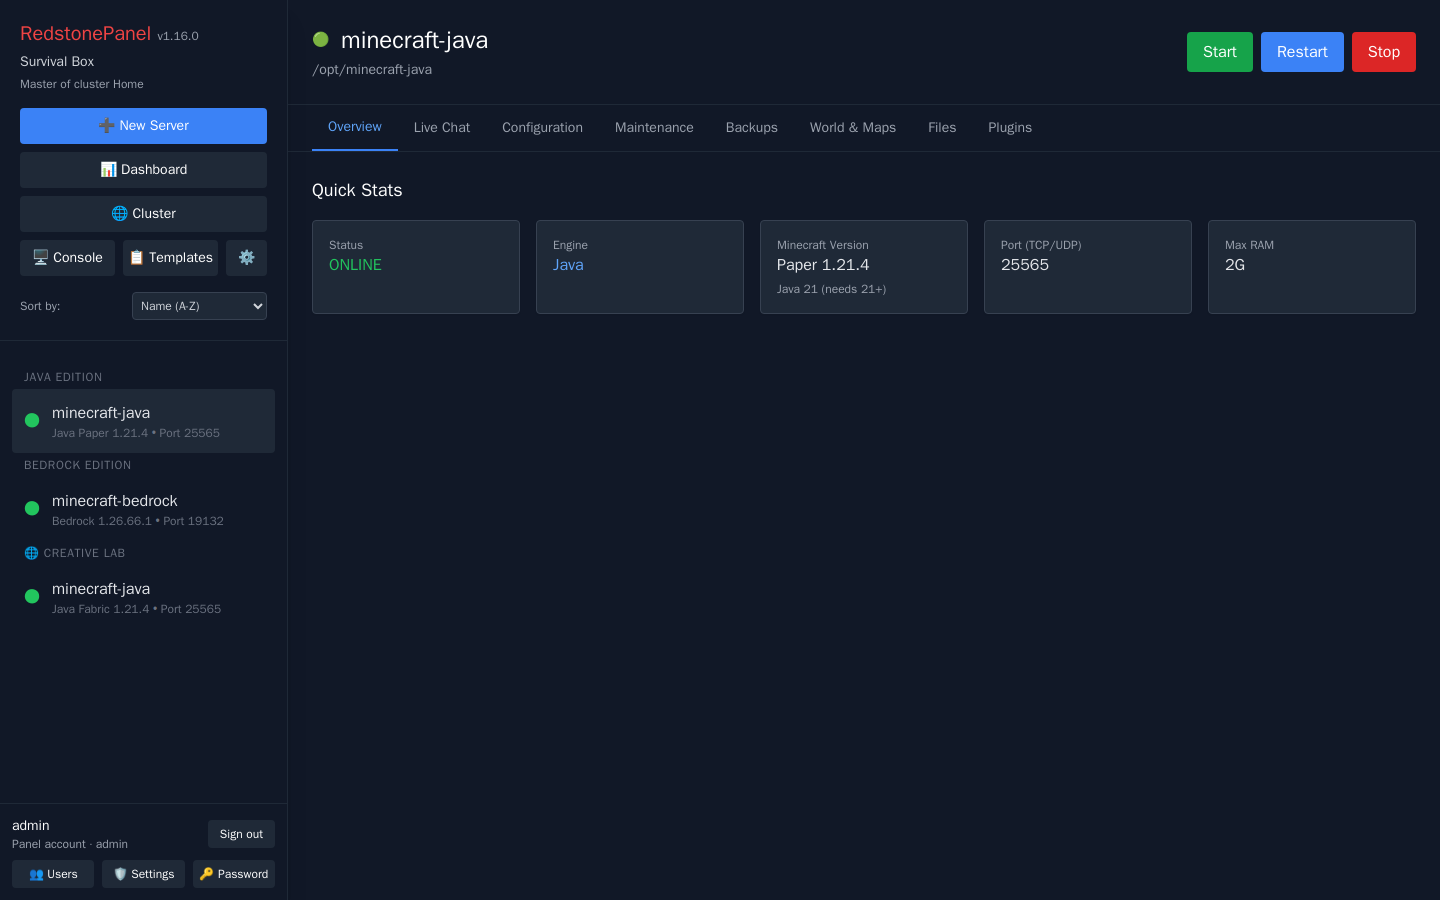 RedstonePanel v1.16.0
Survival Box
Master of cluster Home
➕ New Server
📊 Dashboard
🌐 Cluster
🖥️ Console 📋 Templates ⚙️
Sort by: Name (A-Z)
JAVA EDITION
minecraft-java
Java Paper 1.21.4 • Port 25565
BEDROCK EDITION
minecraft-bedrock
Bedrock 1.26.66.1 • Port 19132
🌐 CREATIVE LAB
minecraft-java
Java Fabric 1.21.4 • Port 25565
admin
Panel account · admin
Sign out
👥 Users 🛡️ Settings 🔑 Password
minecraft-java
/opt/minecraft-java
Start Restart Stop
Overview Live Chat Configuration Maintenance Backups World & Maps Files Plugins
Quick Stats
Status
ONLINE
Engine
Java
Minecraft Version
Paper 1.21.4
Java 21 (needs 21+)
Port (TCP/UDP)
25565
Max RAM
2G